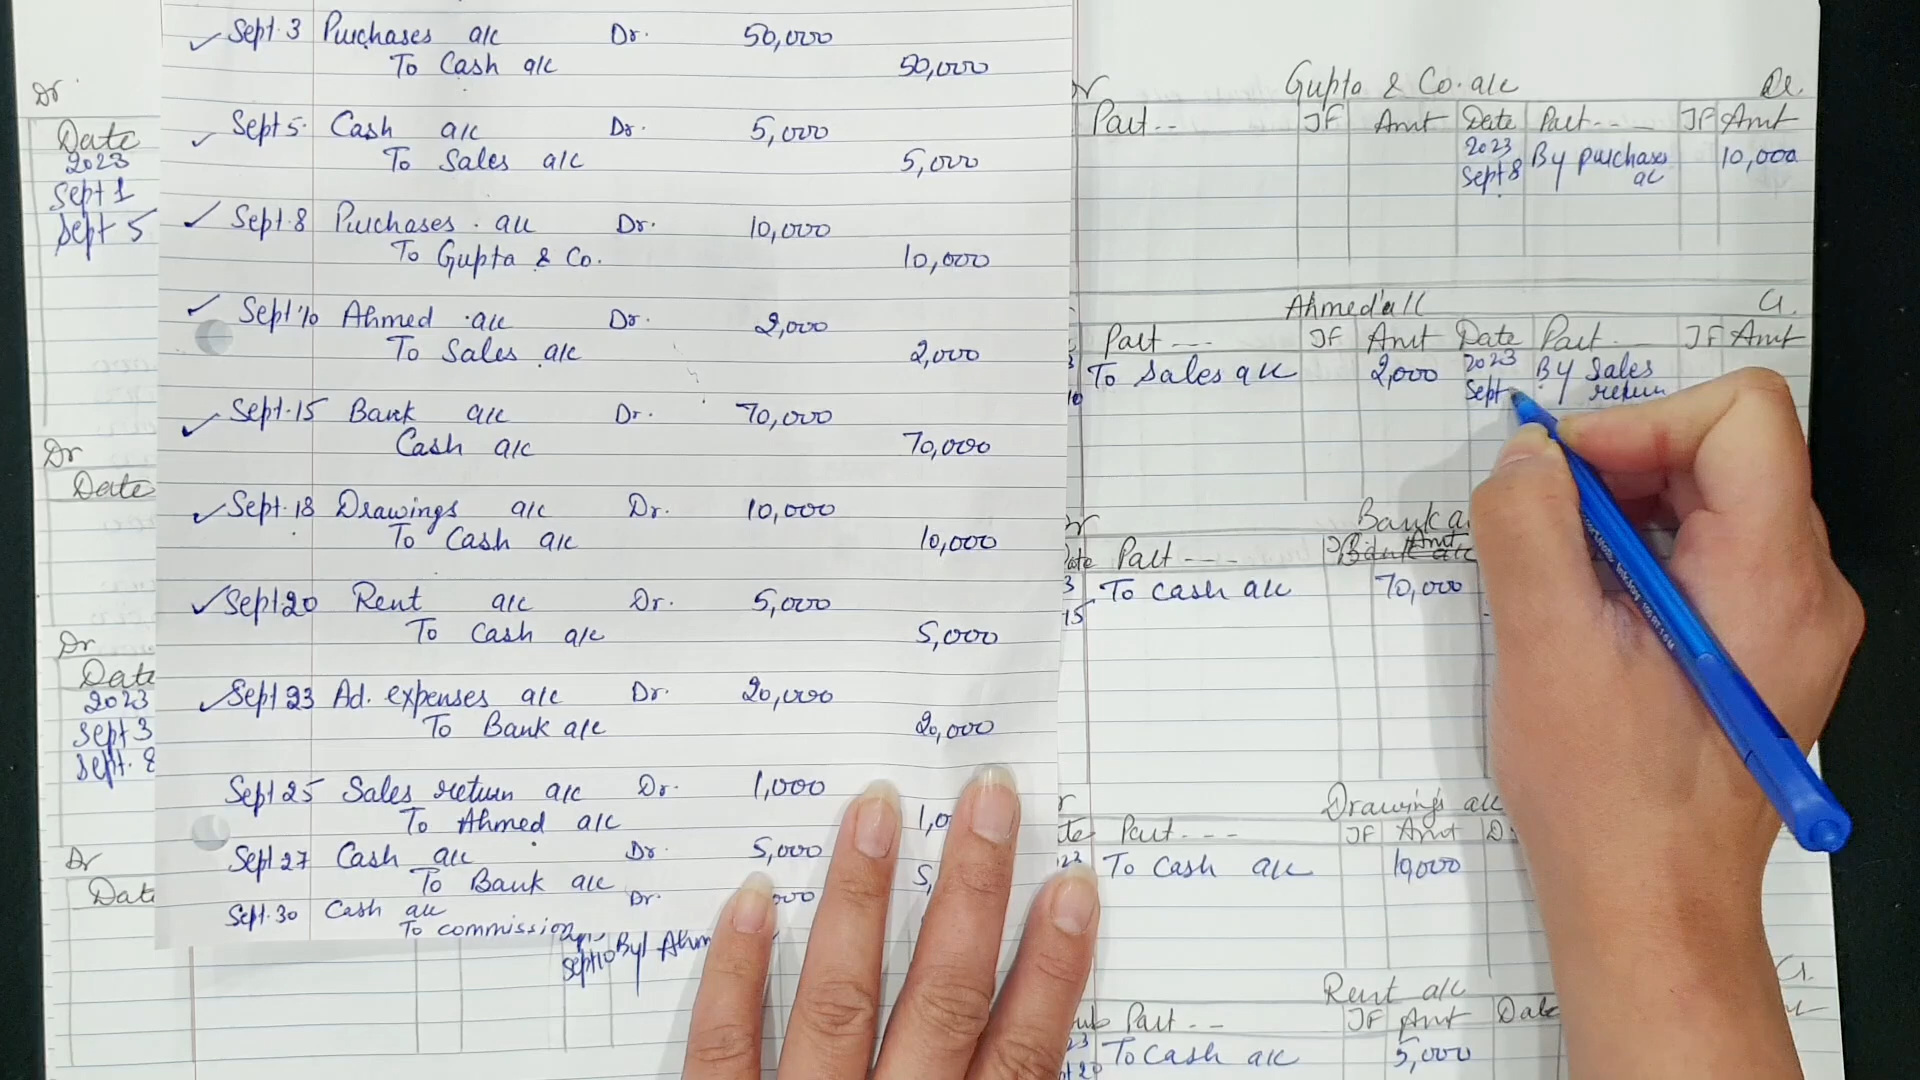 Sept. 3 Purchases a/c Dr. 50,000
To Cash a/c 50,000
Sept 5. Cash a/c Dr. 5,000
To Sales a/c 5,000
Sept. 8 Purchases a/c Dr. 10,000
To Gupta & Co. 10,000
Sept 10 Ahmed a/c Dr. 2,000
To Sales a/c 2,000
Sept. 15 Bank a/c Dr. 70,000
Cash a/c 70,000
Sept. 18 Drawings a/c Dr. 10,000
To Cash a/c 10,000
Sept 20 Rent a/c Dr. 5,000
To Cash a/c 5,000
Sept 23 Ad. expenses a/c Dr. 20,000
To Bank a/c 20,000
Sept 25 Sales return a/c Dr. 1,000
To Ahmed a/c
Sept 27 Cash a/c Dr. 5,000
To Bank a/c
Sept. 30 Cash a/c Dr.
To commission
Dr
Date
2023
Sept 1
Sept 5
Dr
Date
Dr
Date
2023
Sept 3
Sept. 8
Dr
Date
Sept 10 By
Gupta & Co. a/c
Part.. JF Amt Date Part--- JF Amt
2023
Sept 8 By purchases a/c 10,000
Ahmed a/c
Part --- JF Amt Date Part... JF Amt
To Sales a/c 2,000 2023 By Sales
10 Sept return
Bank a
Part --- Amt
To Cash a/c 70,000
15
Drawings a/c
Part --- JF Amt
To Cash a/c 10,000
Rent a/c
Part --- JF Amt Date
To Cash a/c 5,000